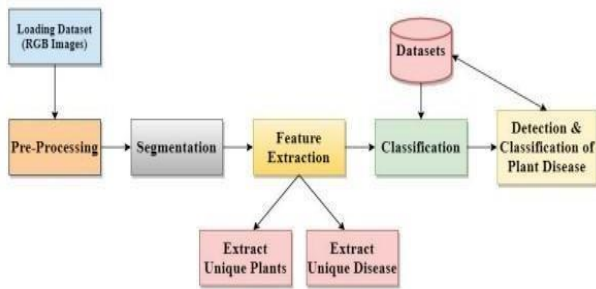 Loading Dataset
(RGB Images)
Datasets
Pre-Processing
Segmentation
Feature
Extraction
Classification
Detection &
Classification of
Plant Disease
Extract
Unique Plants
Extract
Unique Disease